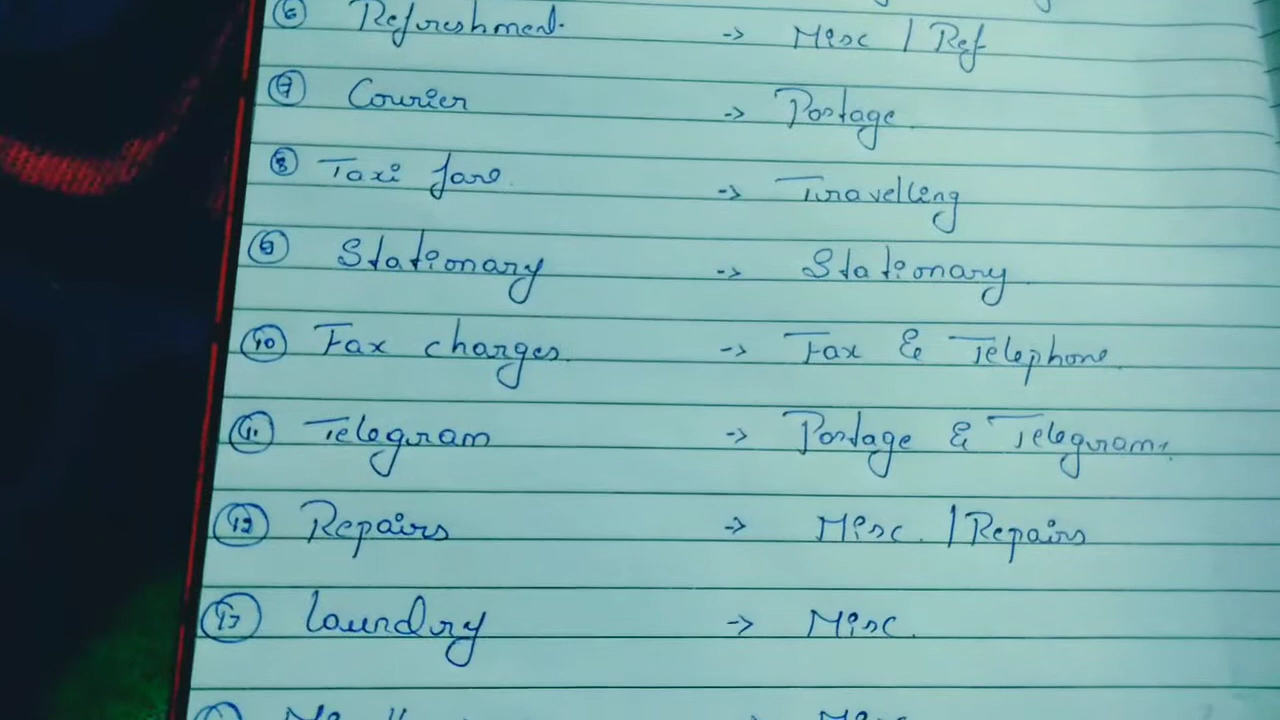 6 Refreshment. -> Misc / Ref
7 Courier -> Postage
8 Taxi fare. -> Travelling
9 Stationary -> Stationary
10 Fax charges. -> Fax & Telephone
11. Telegram -> Postage & Telegrams.
12 Repairs -> Misc. / Repairs
13 Laundry -> Misc.